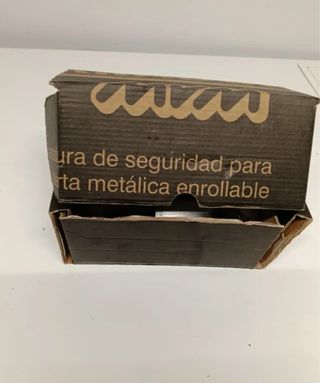 ura de seguridad para
rta metálica enrollable